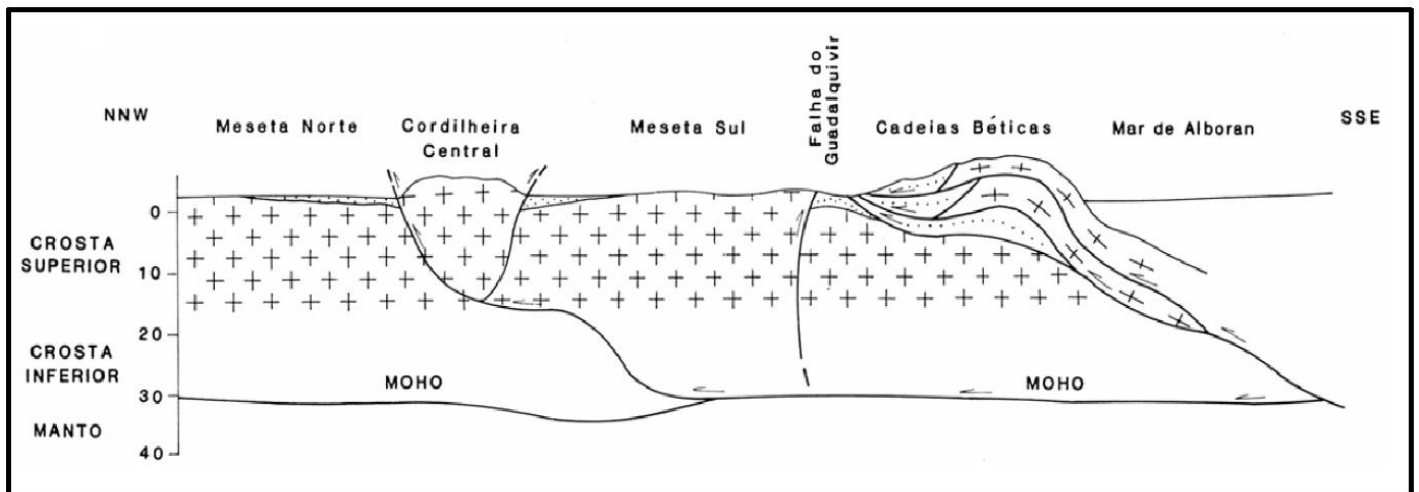 NNW
Meseta Norte
Cordilheira
Central
Meseta Sul
Falha do
Guadalquivir
Cadeias Béticas
Mar de Alboran
SSE
0
CROSTA
SUPERIOR
10
20
CROSTA
INFERIOR
MOHO
MOHO
30
MANTO
40